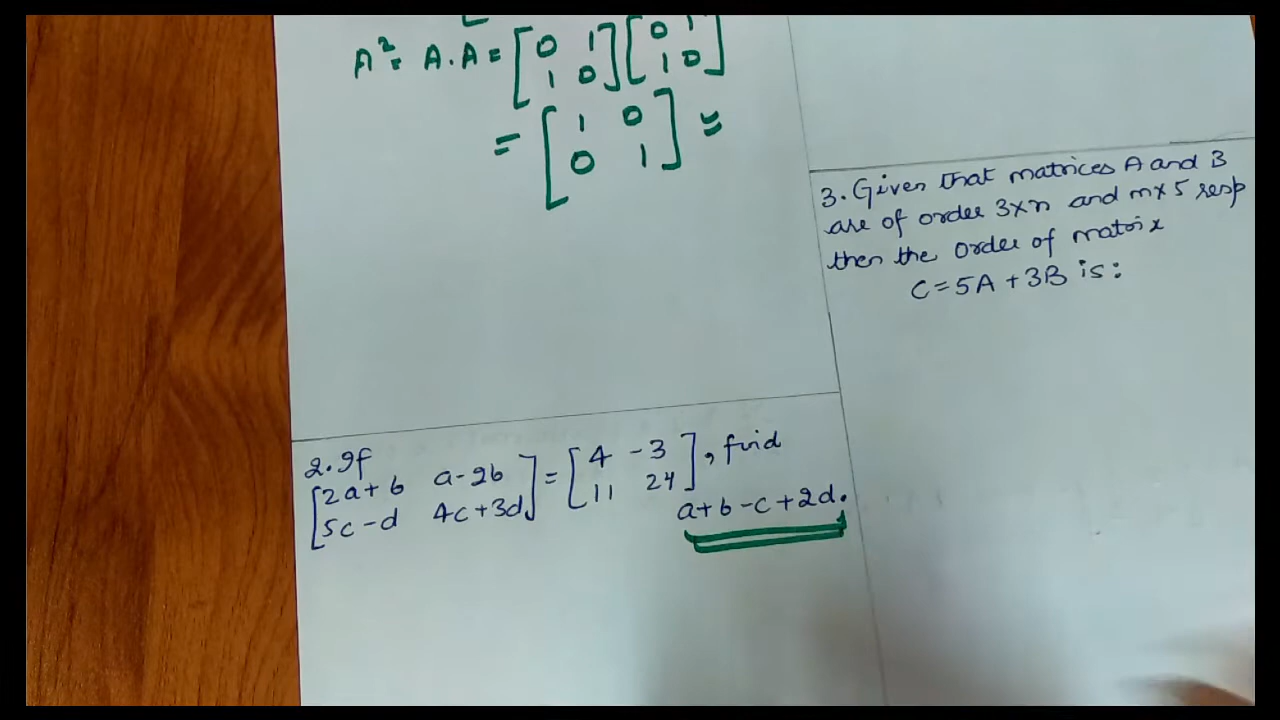 A² = A.A = [0 1 [0 1
1 0] 1 0]
= [1 0
0 1] =
2. If
[2a+b a-2b
5c-d 4c+3d] = [4 -3
11 24], find
a+b-c+2d.
3. Given that matrices A and B
are of order 3×n and m×5 resp
then the order of matrix
C=5A+3B is: